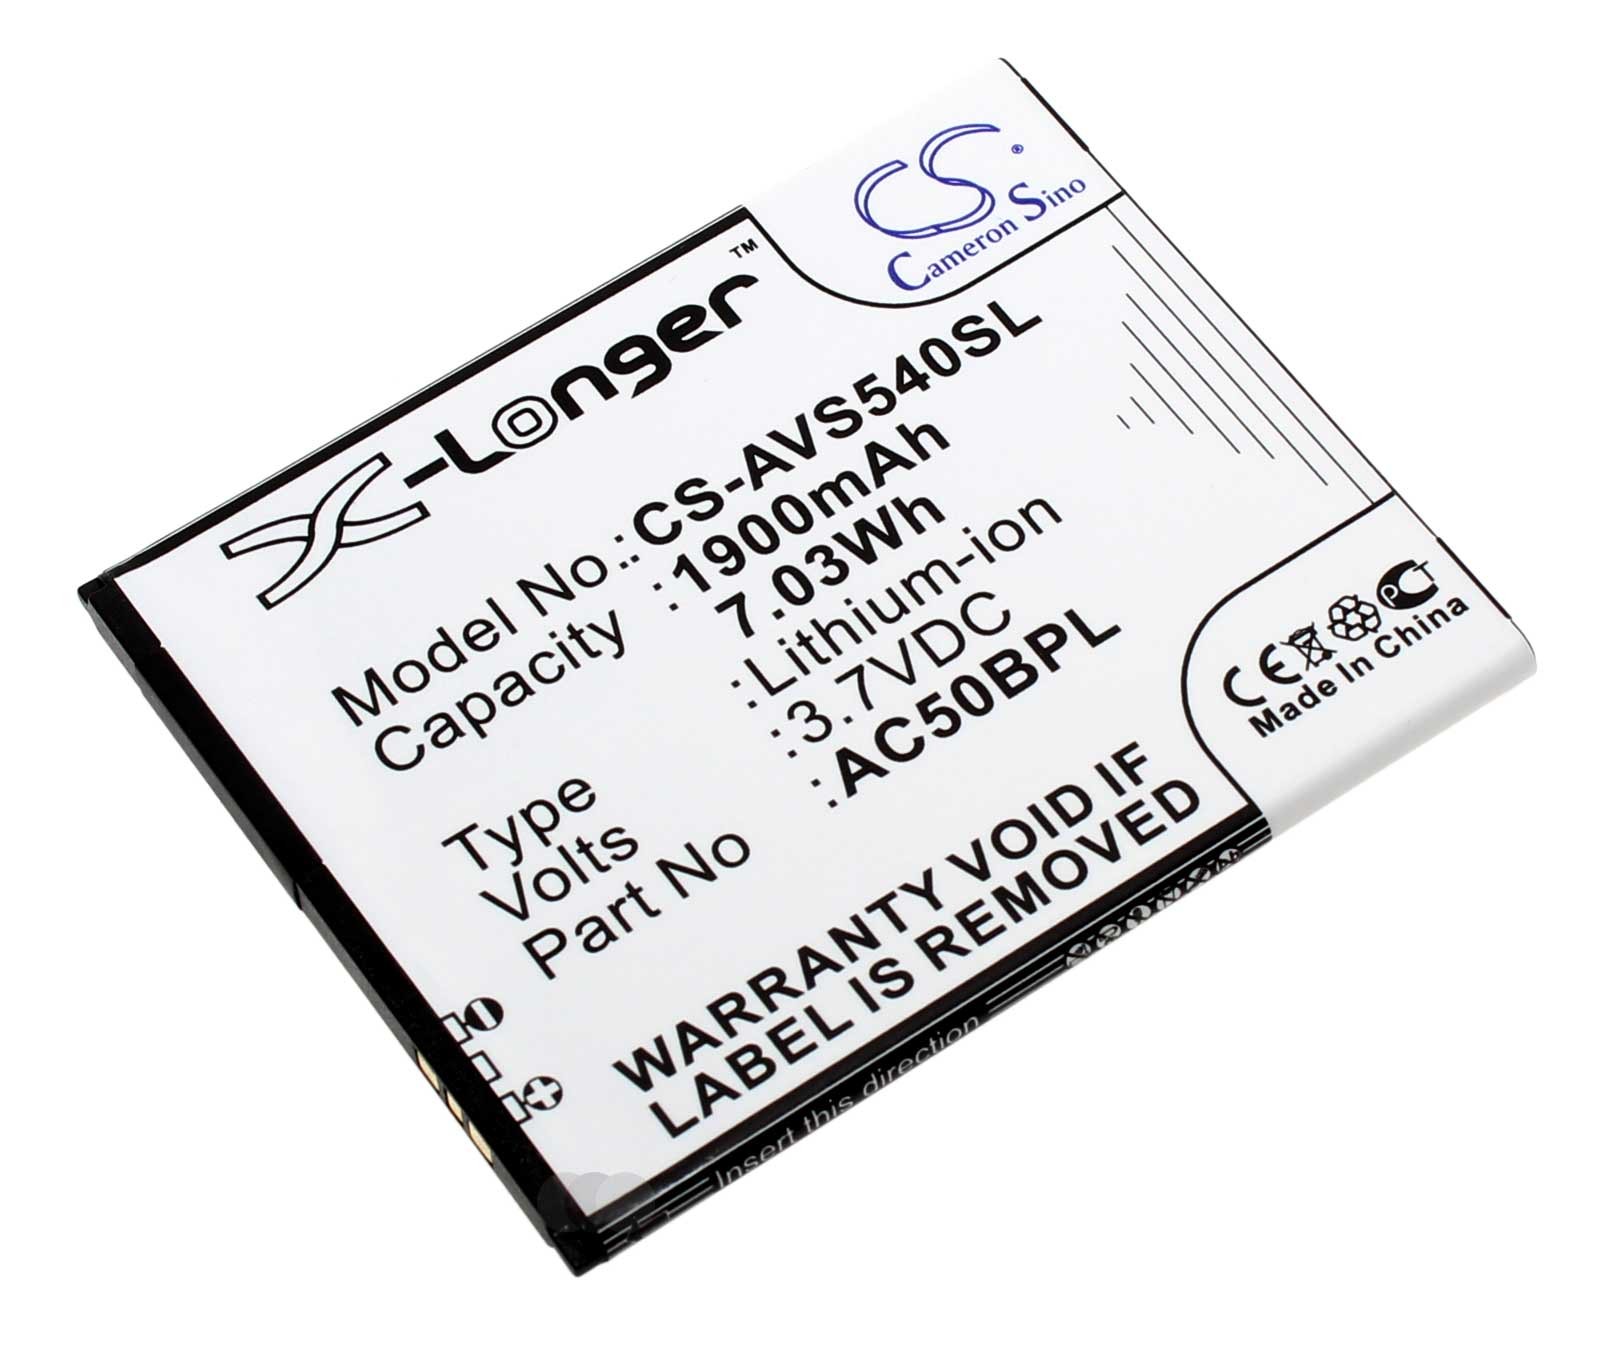 CS®
Cameron Sino
X-Longer™
Model No.: CS-AVS540SL
Capacity : 1900mAh
7.03Wh
Type : Lithium-ion
Volts : 3.7VDC
Part No : AC50BPL
CE PCT
Made In China
WARRANTY VOID IF
LABEL IS REMOVED
Insert this direction